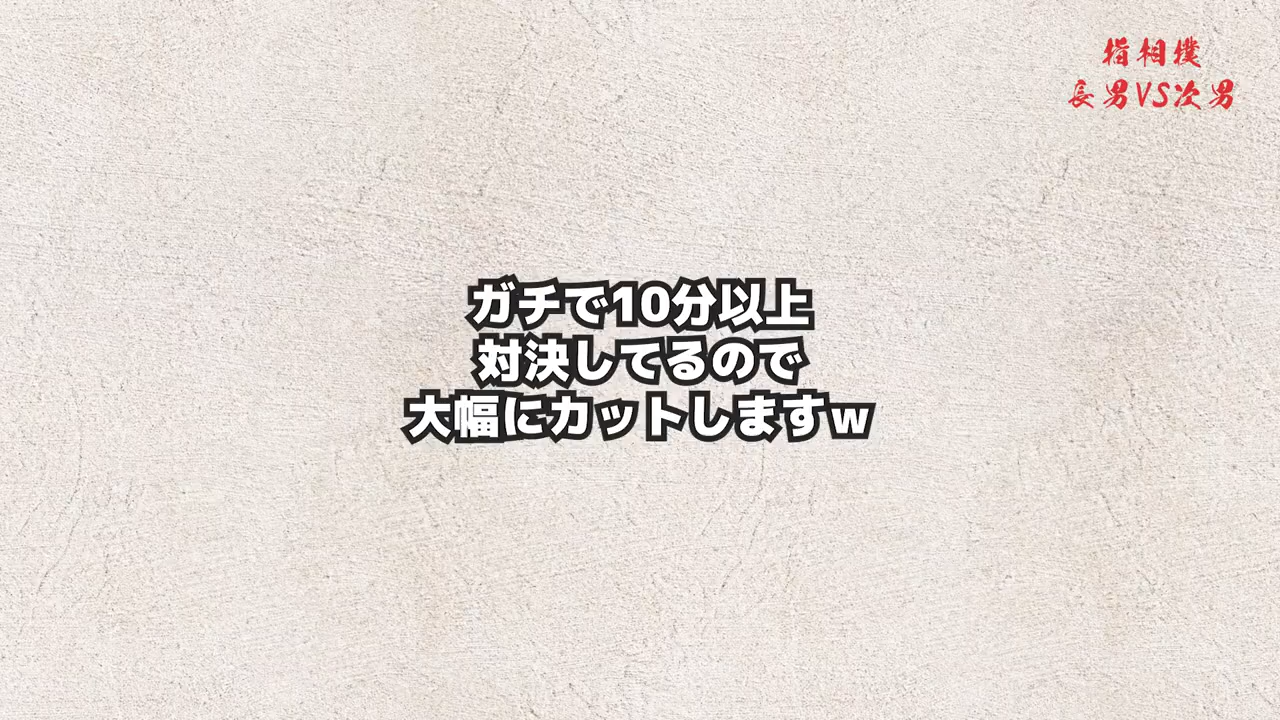 指相撲
長男VS次男
ガチで10分以上
対決してるので
大幅にカットしますw